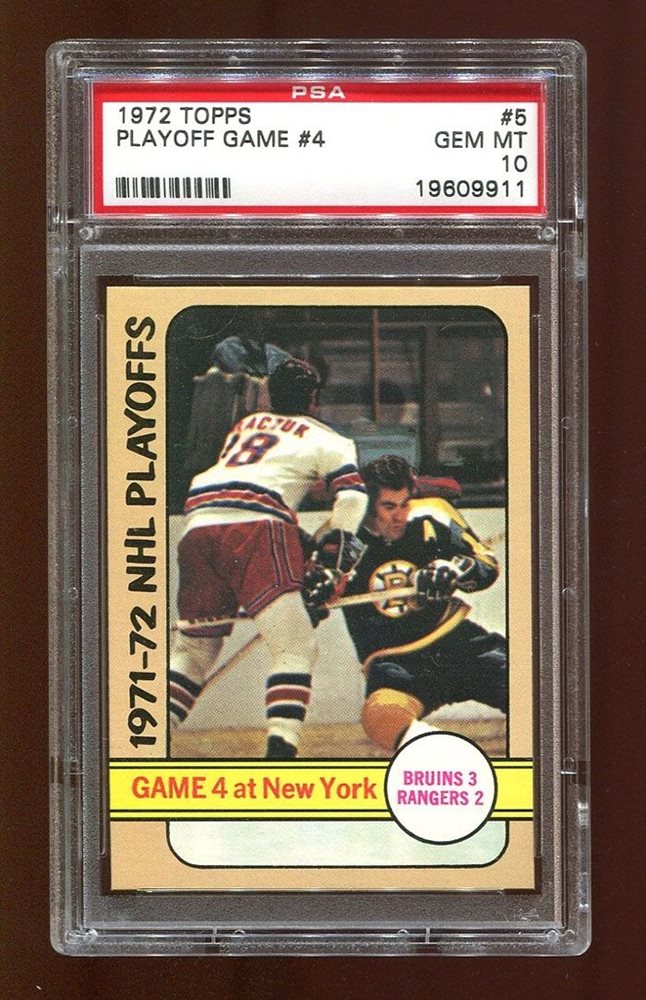 PSA
1972 TOPPS #5
PLAYOFF GAME #4 GEM MT
10
19609911
1971-72 NHL PLAYOFFS
18
A
B
GAME 4 at New York
BRUINS 3
RANGERS 2